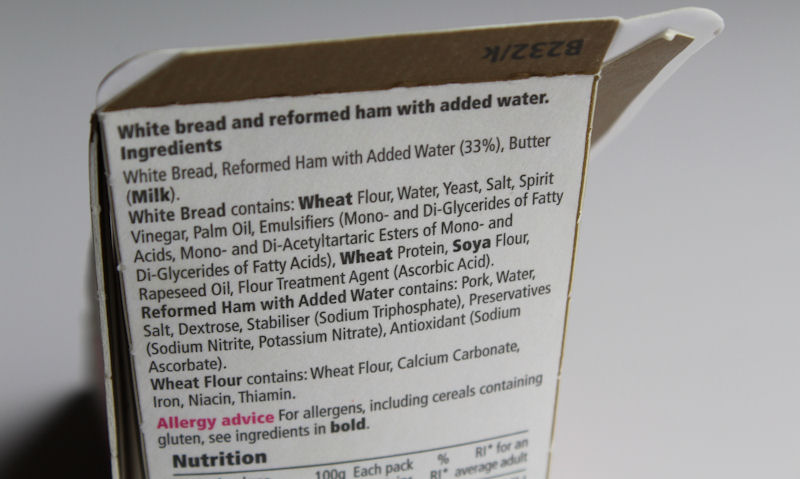 B232/k
White bread and reformed ham with added water.
Ingredients
White Bread, Reformed Ham with Added Water (33%), Butter
(Milk).
White Bread contains: Wheat Flour, Water, Yeast, Salt, Spirit
Vinegar, Palm Oil, Emulsifiers (Mono- and Di-Glycerides of Fatty
Acids, Mono- and Di-Acetyltartaric Esters of Mono- and
Di-Glycerides of Fatty Acids), Wheat Protein, Soya Flour,
Rapeseed Oil, Flour Treatment Agent (Ascorbic Acid).
Reformed Ham with Added Water contains: Pork, Water,
Salt, Dextrose, Stabiliser (Sodium Triphosphate), Preservatives
(Sodium Nitrite, Potassium Nitrate), Antioxidant (Sodium
Ascorbate).
Wheat Flour contains: Wheat Flour, Calcium Carbonate,
Iron, Niacin, Thiamin.
Allergy advice For allergens, including cereals containing
gluten, see ingredients in bold.
Nutrition
100g Each pack % RI* for an
RI* average adult